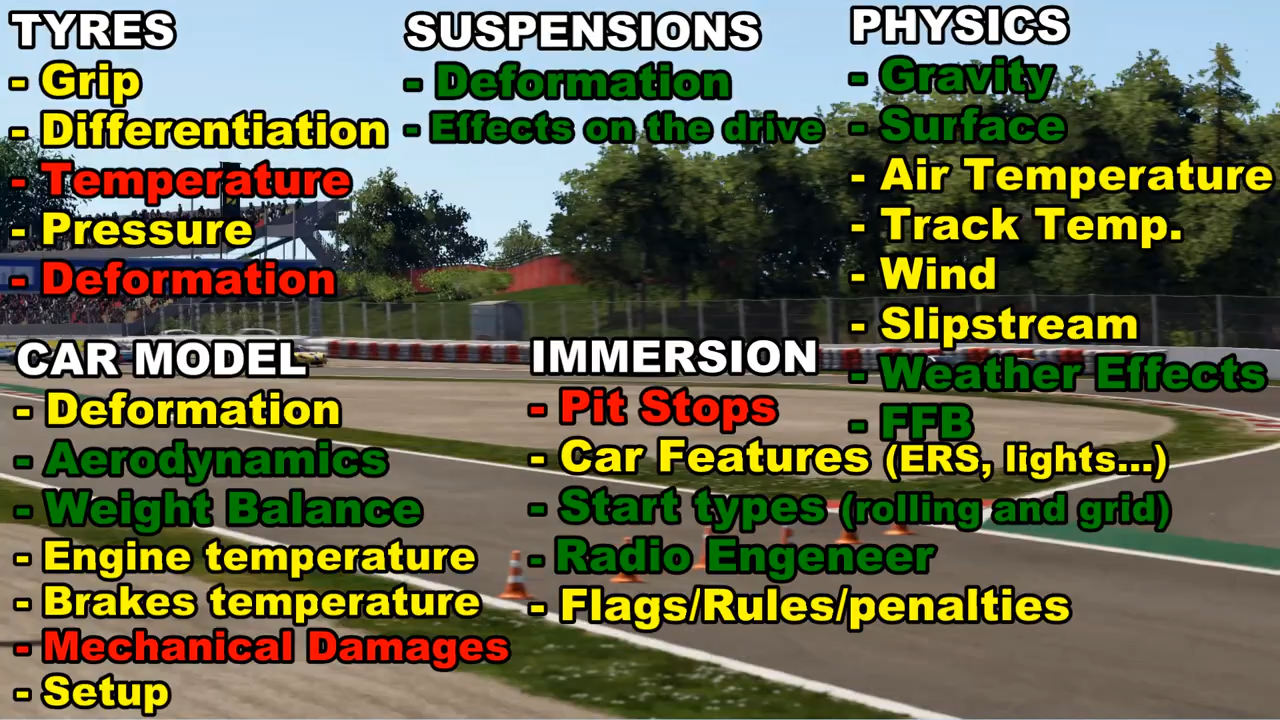 TYRES
- Grip
- Differentiation
- Temperature
- Pressure
- Deformation
SUSPENSIONS
- Deformation
- Effects on the drive
PHYSICS
- Gravity
- Surface
- Air Temperature
- Track Temp.
- Wind
- Slipstream
- Weather Effects
- FFB
CAR MODEL
- Deformation
- Aerodynamics
- Weight Balance
- Engine temperature
- Brakes temperature
- Mechanical Damages
- Setup
IMMERSION
- Pit Stops
- Car Features (ERS, lights...)
- Start types (rolling and grid)
- Radio Engeneer
- Flags/Rules/penalties